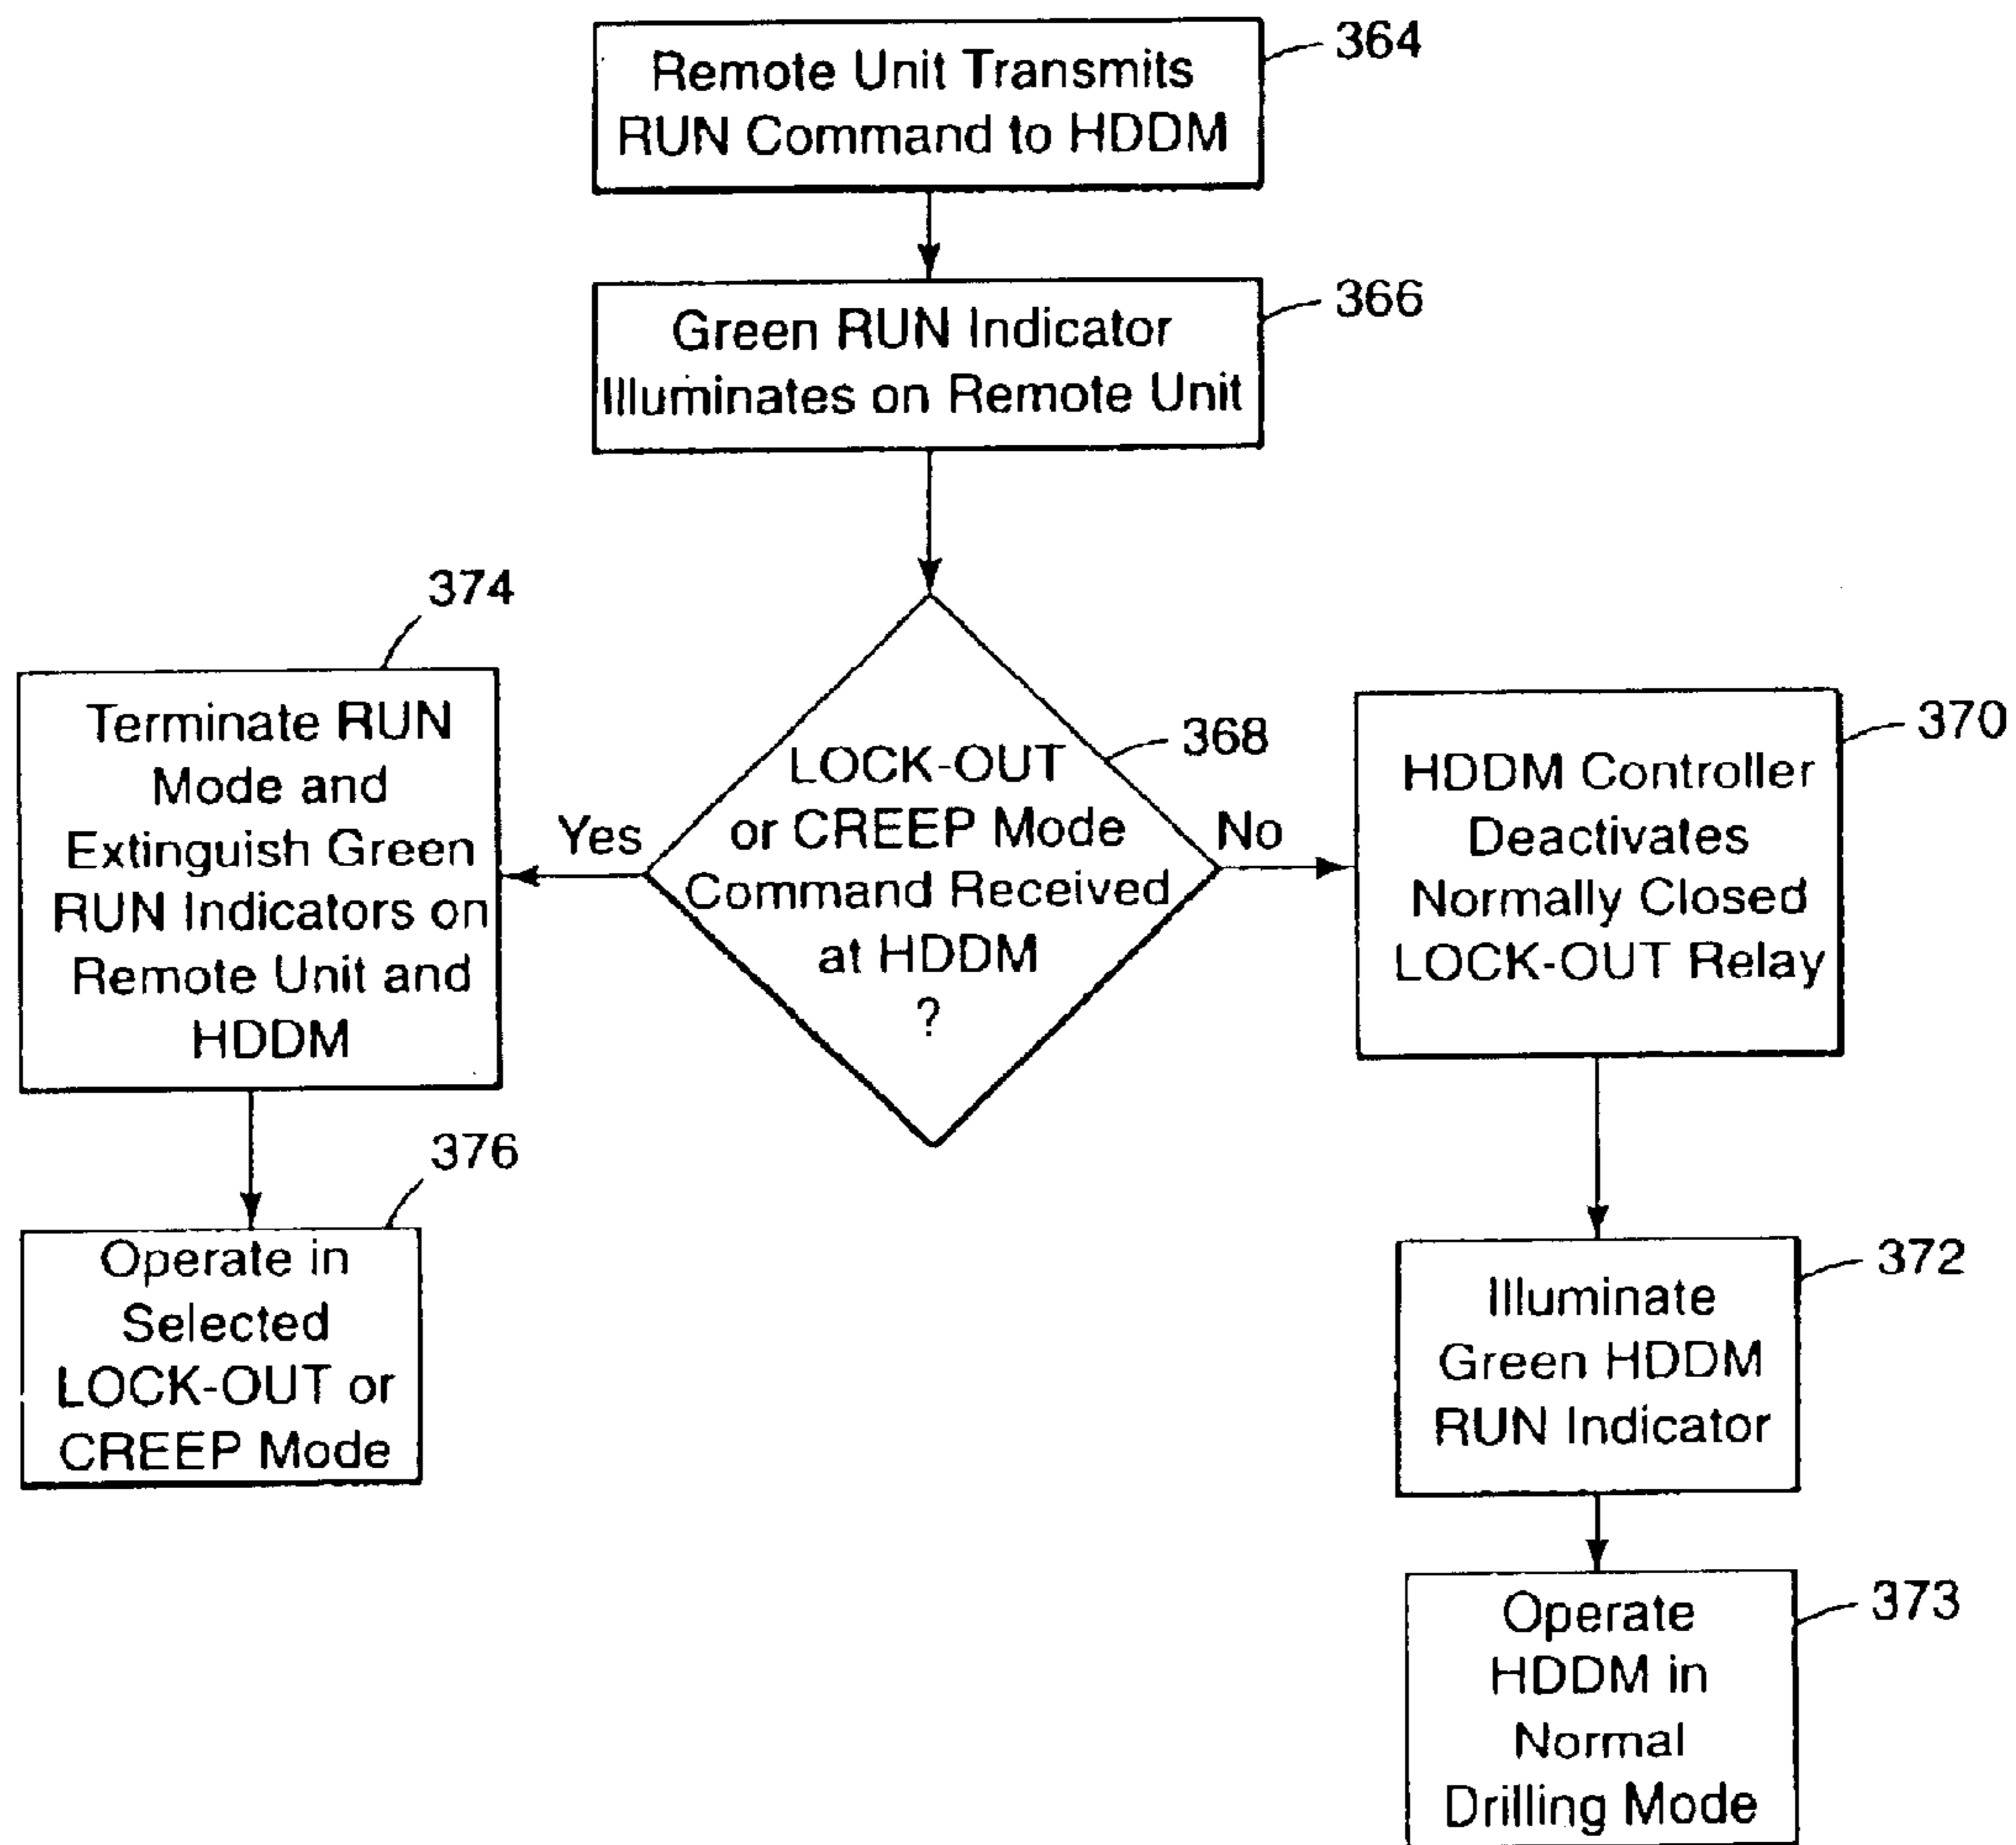 Remote Unit Transmits
RUN Command to HDDM
364
Green RUN Indicator
Illuminates on Remote Unit
366
LOCK-OUT
or CREEP Mode
Command Received
at HDDM
?
368
Yes
No
374
Terminate RUN
Mode and
Extinguish Green
RUN Indicators on
Remote Unit and
HDDM
376
Operate in
Selected
LOCK-OUT or
CREEP Mode
370
HDDM Controller
Deactivates
Normally Closed
LOCK-OUT Relay
372
Illuminate
Green HDDM
RUN Indicator
373
Operate
HDDM in
Normal
Drilling Mode